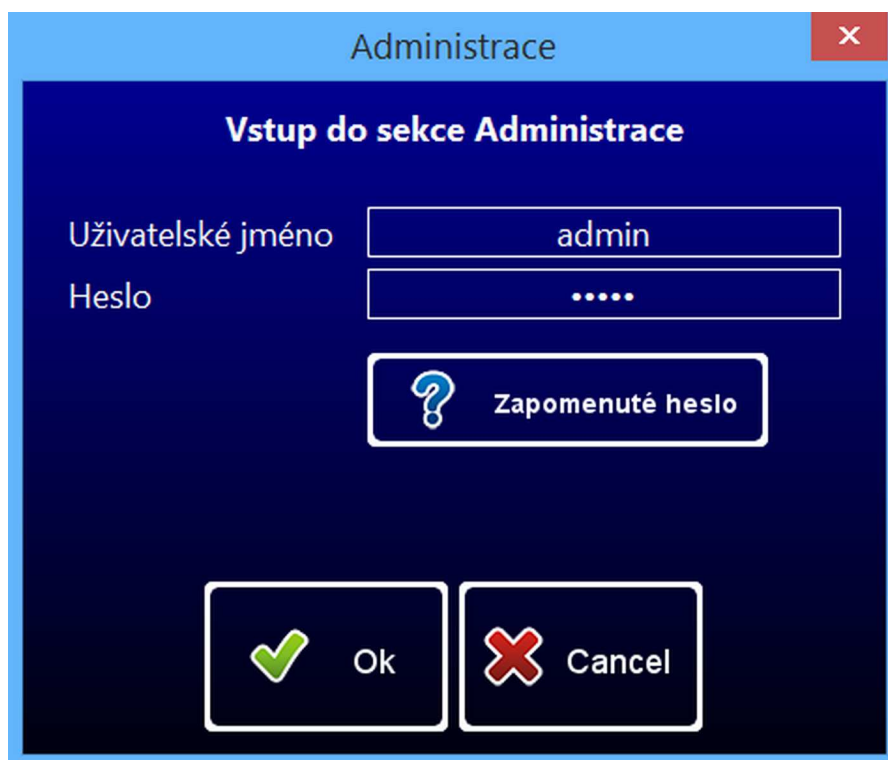 Administrace
Vstup do sekce Administrace
Uživatelské jméno admin
Heslo •••••
Zapomenuté heslo
Ok Cancel